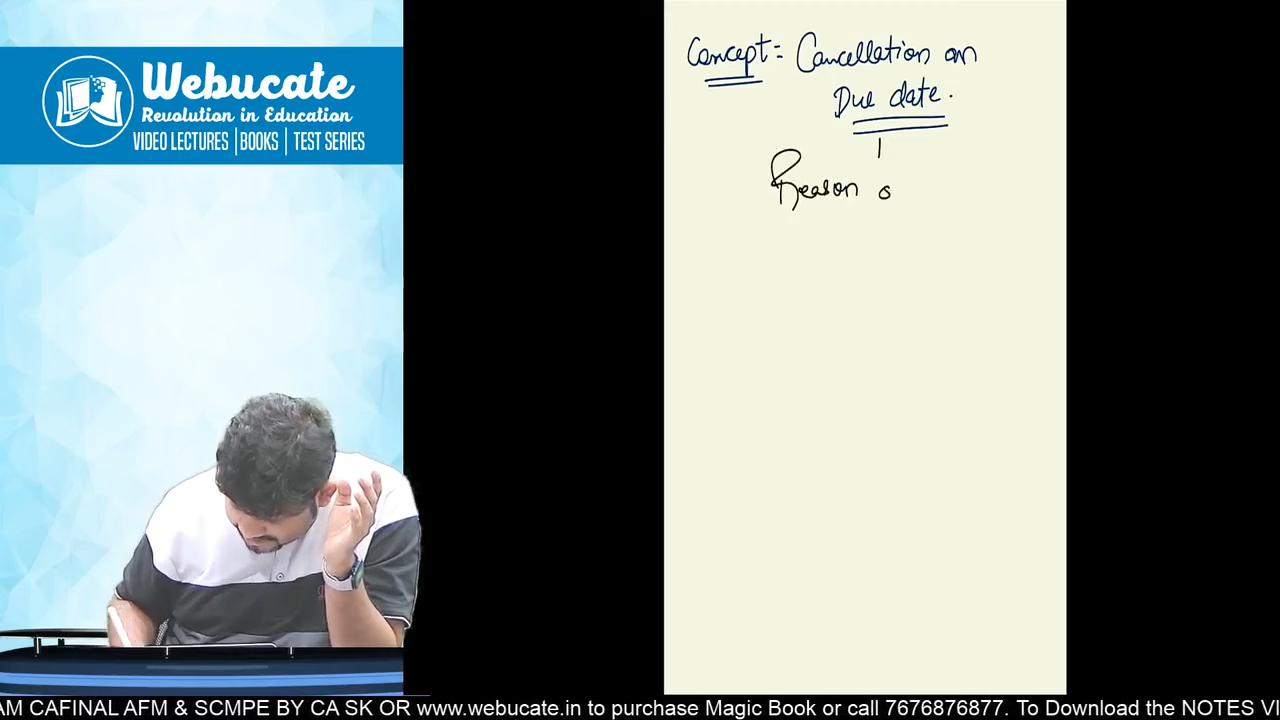 Webucate
Revolution in Education
VIDEO LECTURES | BOOKS | TEST SERIES
Concept = Cancellation on
Due date.
Reason o
AM CAFINAL AFM & SCMPE BY CA SK OR www.webucate.in to purchase Magic Book or call 7676876877. To Download the NOTES VI